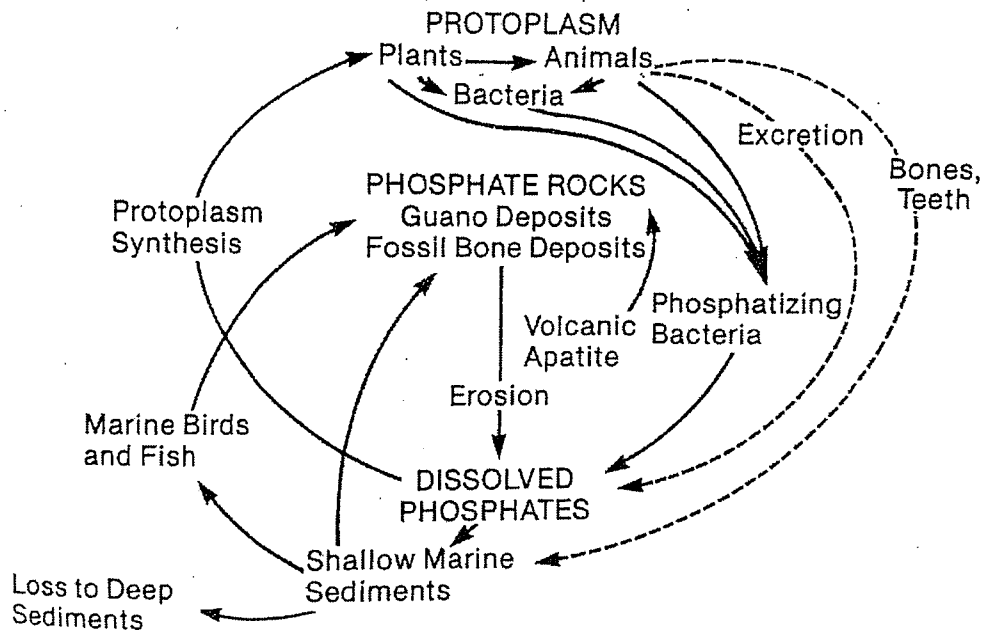 PROTOPLASM
Plants
Animals
Bacteria
Excretion
Bones,
Teeth
PHOSPHATE ROCKS
Guano Deposits
Fossil Bone Deposits
Protoplasm
Synthesis
Phosphatizing
Bacteria
Volcanic
Apatite
Erosion
Marine Birds
and Fish
DISSOLVED
PHOSPHATES
Shallow Marine
Sediments
Loss to Deep
Sediments